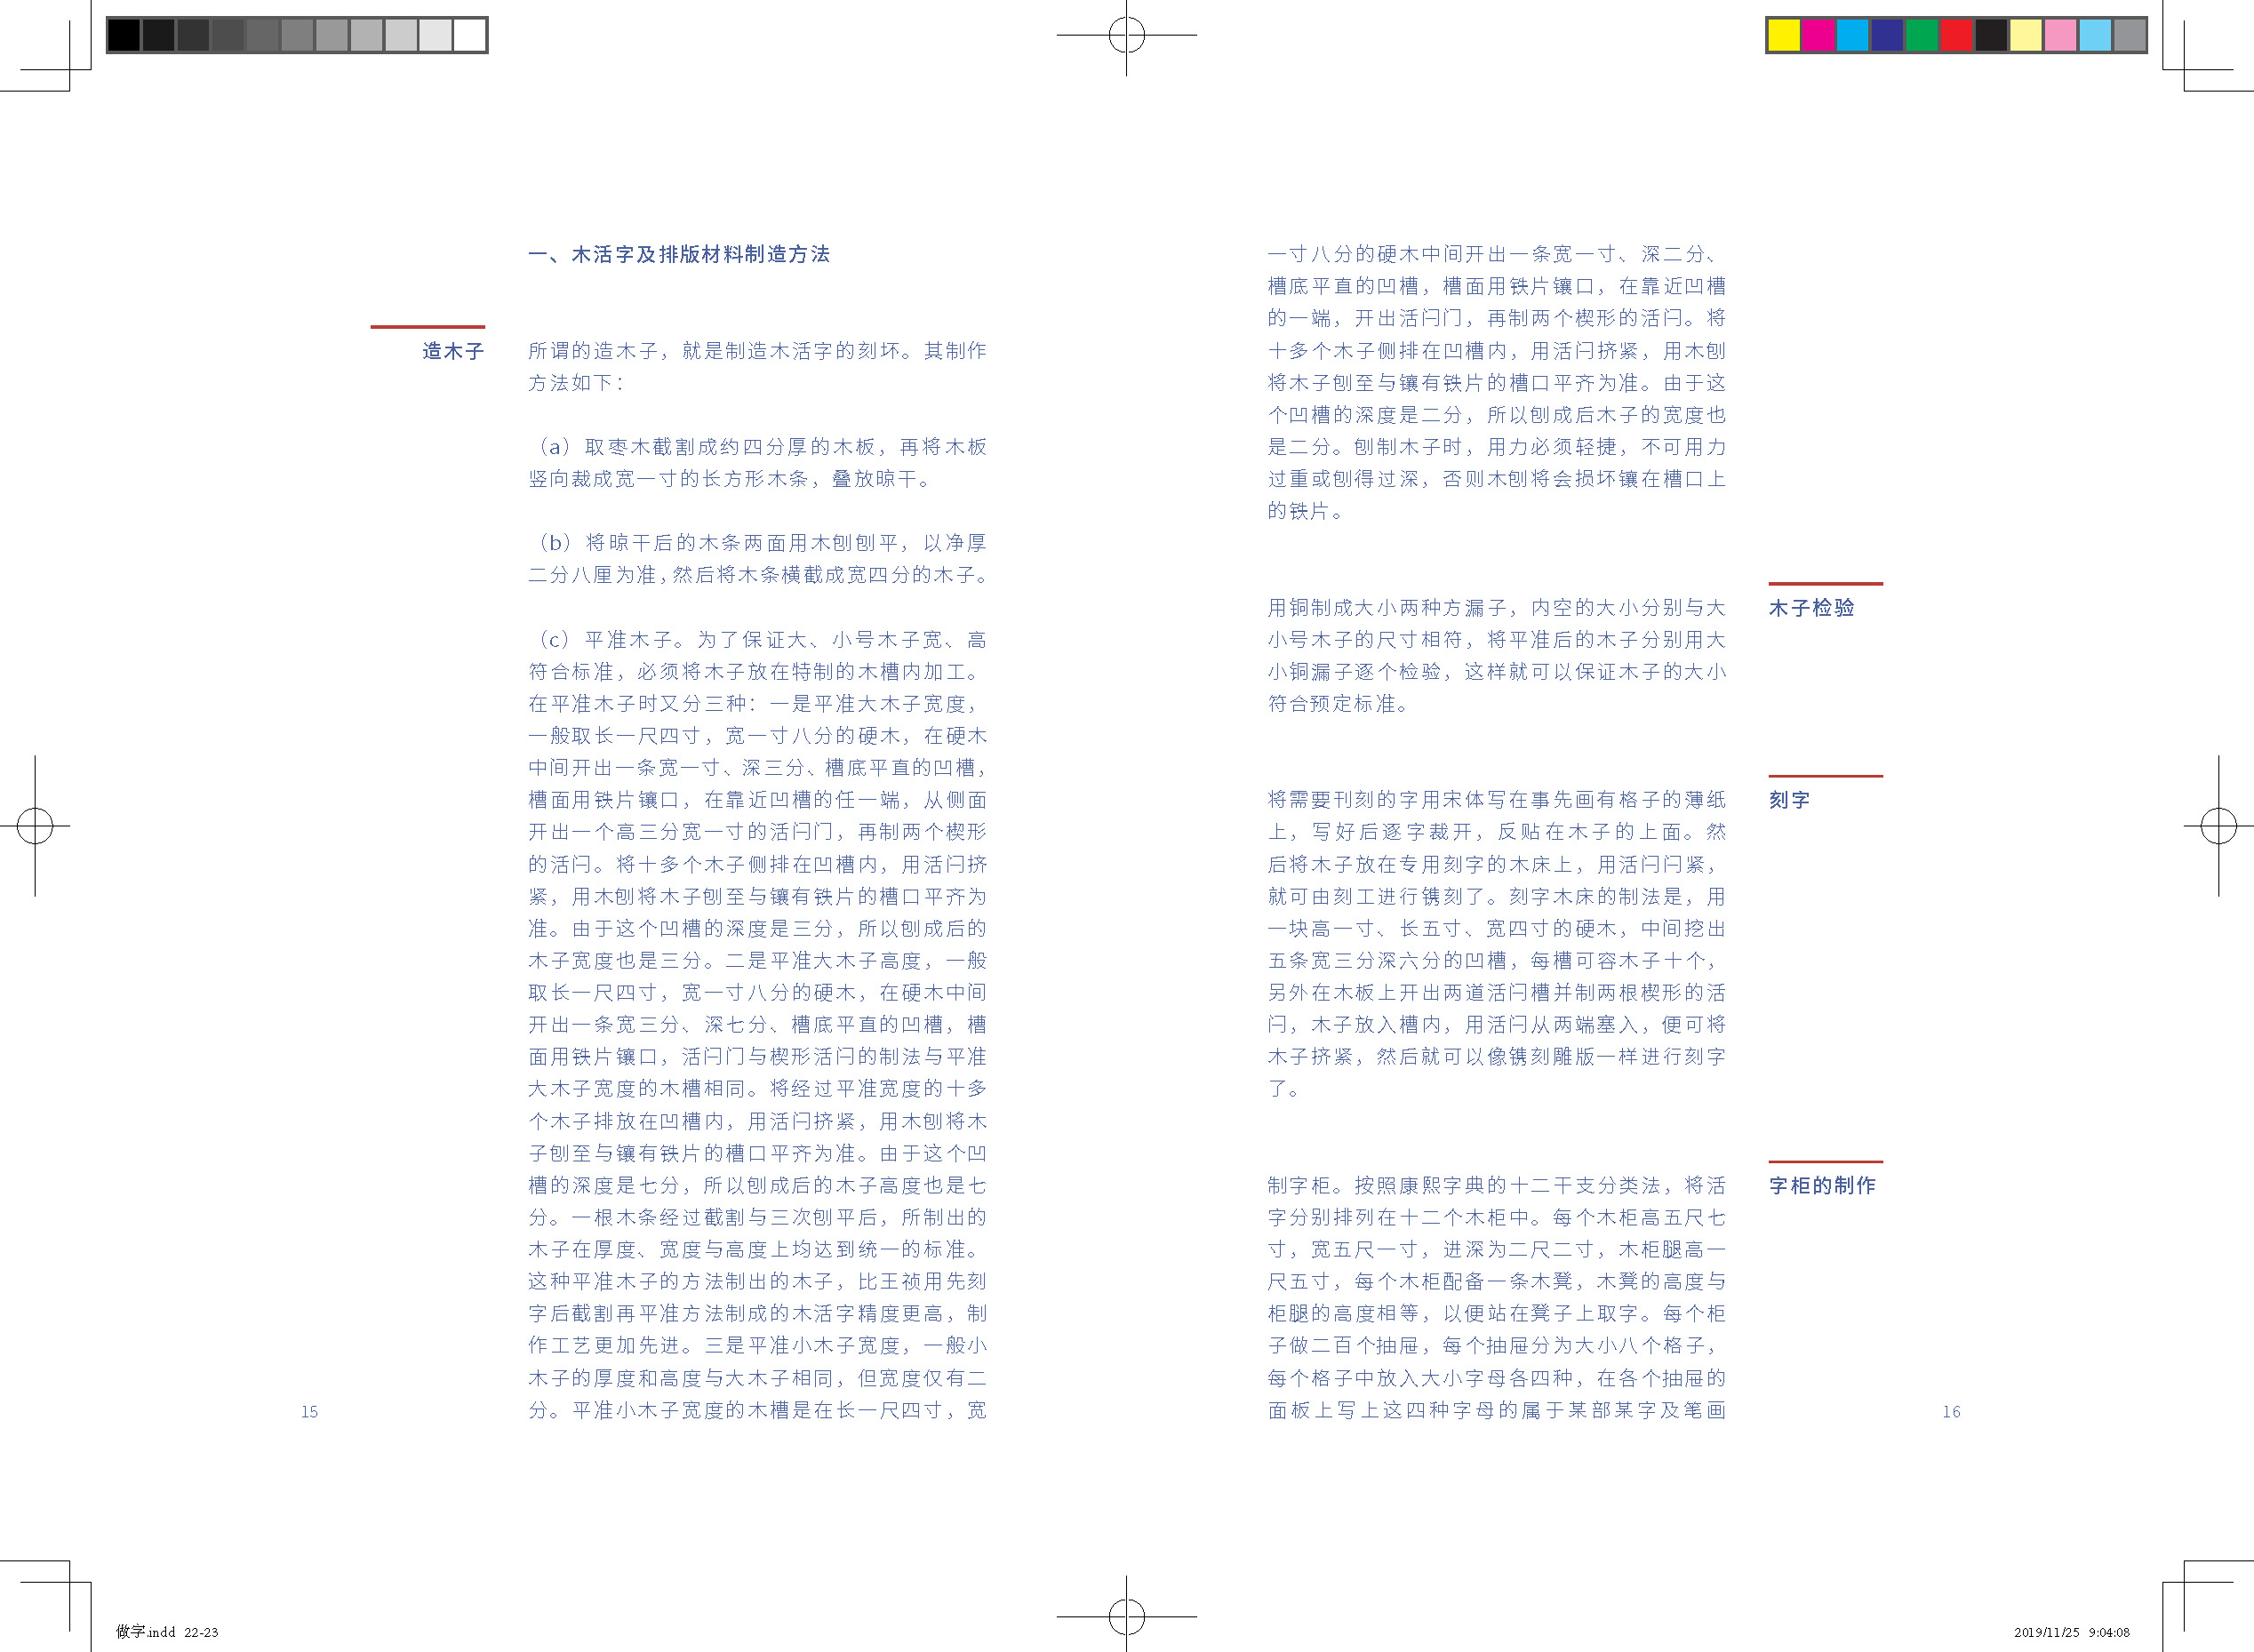 一、木活字及排版材料制造方法
造木子
所谓的造木子，就是制造木活字的刻坏。其制作
方法如下：
（a）取枣木截割成约四分厚的木板，再将木板
竖向裁成宽一寸的长方形木条，叠放晾干。
（b）将晾干后的木条两面用木刨刨平，以净厚
二分八厘为准，然后将木条横截成宽四分的木子。
（c）平准木子。为了保证大、小号木子宽、高
符合标准，必须将木子放在特制的木槽内加工。
在平准木子时又分三种：一是平准大木子宽度，
一般取长一尺四寸，宽一寸八分的硬木，在硬木
中间开出一条宽一寸、深三分、槽底平直的凹槽，
槽面用铁片镶口，在靠近凹槽的任一端，从侧面
开出一个高三分宽一寸的活闩门，再制两个楔形
的活闩。将十多个木子侧排在凹槽内，用活闩挤
紧，用木刨将木子刨至与镶有铁片的槽口平齐为
准。由于这个凹槽的深度是三分，所以刨成后的
木子宽度也是三分。二是平准大木子高度，一般
取长一尺四寸，宽一寸八分的硬木，在硬木中间
开出一条宽三分、深七分、槽底平直的凹槽，槽
面用铁片镶口，活闩门与楔形活闩的制法与平准
大木子宽度的木槽相同。将经过平准宽度的十多
个木子排放在凹槽内，用活闩挤紧，用木刨将木
子刨至与镶有铁片的槽口平齐为准。由于这个凹
槽的深度是七分，所以刨成后的木子高度也是七
分。一根木条经过截割与三次刨平后，所制出的
木子在厚度、宽度与高度上均达到统一的标准。
这种平准木子的方法制出的木子，比王祯用先刻
字后截割再平准方法制成的木活字精度更高，制
作工艺更加先进。三是平准小木子宽度，一般小
木子的厚度和高度与大木子相同，但宽度仅有二
分。平准小木子宽度的木槽是在长一尺四寸，宽
15
一寸八分的硬木中间开出一条宽一寸、深二分、
槽底平直的凹槽，槽面用铁片镶口，在靠近凹槽
的一端，开出活闩门，再制两个楔形的活闩。将
十多个木子侧排在凹槽内，用活闩挤紧，用木刨
将木子刨至与镶有铁片的槽口平齐为准。由于这
个凹槽的深度是二分，所以刨成后木子的宽度也
是二分。刨制木子时，用力必须轻捷，不可用力
过重或刨得过深，否则木刨将会损坏镶在槽口上
的铁片。
木子检验
用铜制成大小两种方漏子，内空的大小分别与大
小号木子的尺寸相符，将平准后的木子分别用大
小铜漏子逐个检验，这样就可以保证木子的大小
符合预定标准。
刻字
将需要刊刻的字用宋体写在事先画有格子的薄纸
上，写好后逐字裁开，反贴在木子的上面。然
后将木子放在专用刻字的木床上，用活闩闩紧，
就可由刻工进行镌刻了。刻字木床的制法是，用
一块高一寸、长五寸、宽四寸的硬木，中间挖出
五条宽三分深六分的凹槽，每槽可容木子十个，
另外在木板上开出两道活闩槽并制两根楔形的活
闩，木子放入槽内，用活闩从两端塞入，便可将
木子挤紧，然后就可以像镌刻雕版一样进行刻字
了。
字柜的制作
制字柜。按照康熙字典的十二干支分类法，将活
字分别排列在十二个木柜中。每个木柜高五尺七
寸，宽五尺一寸，进深为二尺二寸，木柜腿高一
尺五寸，每个木柜配备一条木凳，木凳的高度与
柜腿的高度相等，以便站在凳子上取字。每个柜
子做二百个抽屉，每个抽屉分为大小八个格子，
每个格子中放入大小字母各四种，在各个抽屉的
面板上写上这四种字母的属于某部某字及笔画
16
做字.indd 22-23
2019/11/25 9:04:08